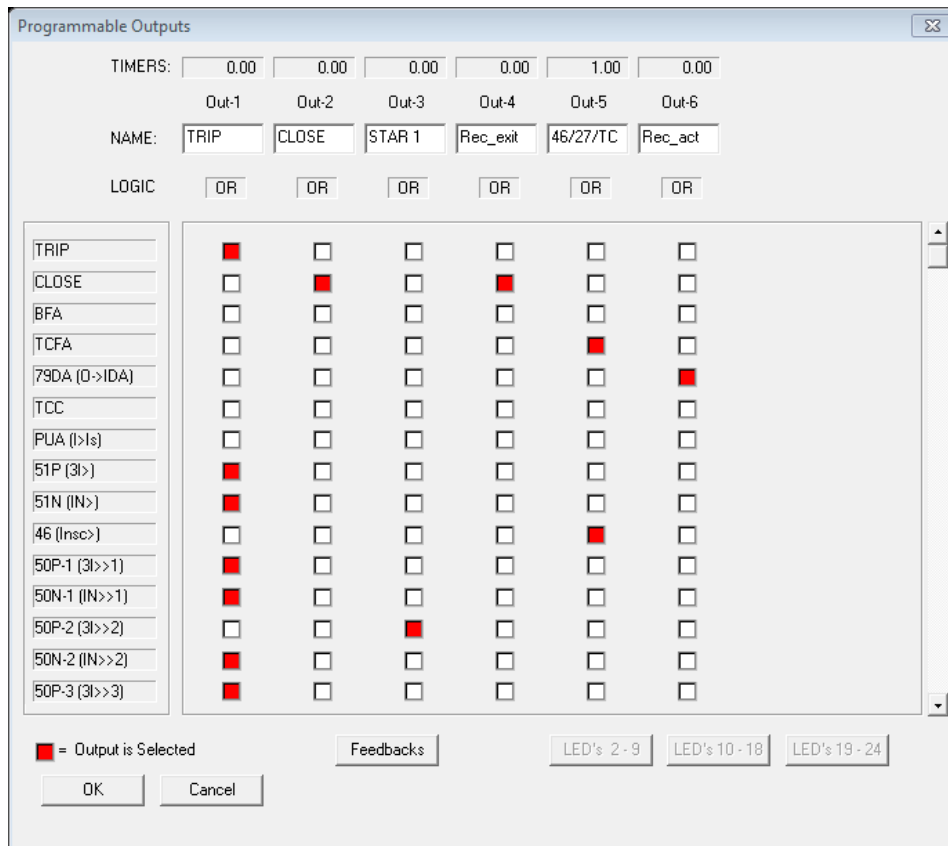 Programmable Outputs
TIMERS: 0.00 0.00 0.00 0.00 1.00 0.00
Out-1 Out-2 Out-3 Out-4 Out-5 Out-6
NAME: TRIP CLOSE STAR 1 Rec_exit 46/27/TC Rec_act
LOGIC OR OR OR OR OR OR
TRIP
CLOSE
BFA
TCFA
79DA (O->IDA)
TCC
PUA (I>Is)
51P (3I>)
51N (IN>)
46 (Insc>)
50P-1 (3I>>1)
50N-1 (IN>>1)
50P-2 (3I>>2)
50N-2 (IN>>2)
50P-3 (3I>>3)
= Output is Selected Feedbacks LED's 2 - 9 LED's 10 - 18 LED's 19 - 24
OK Cancel